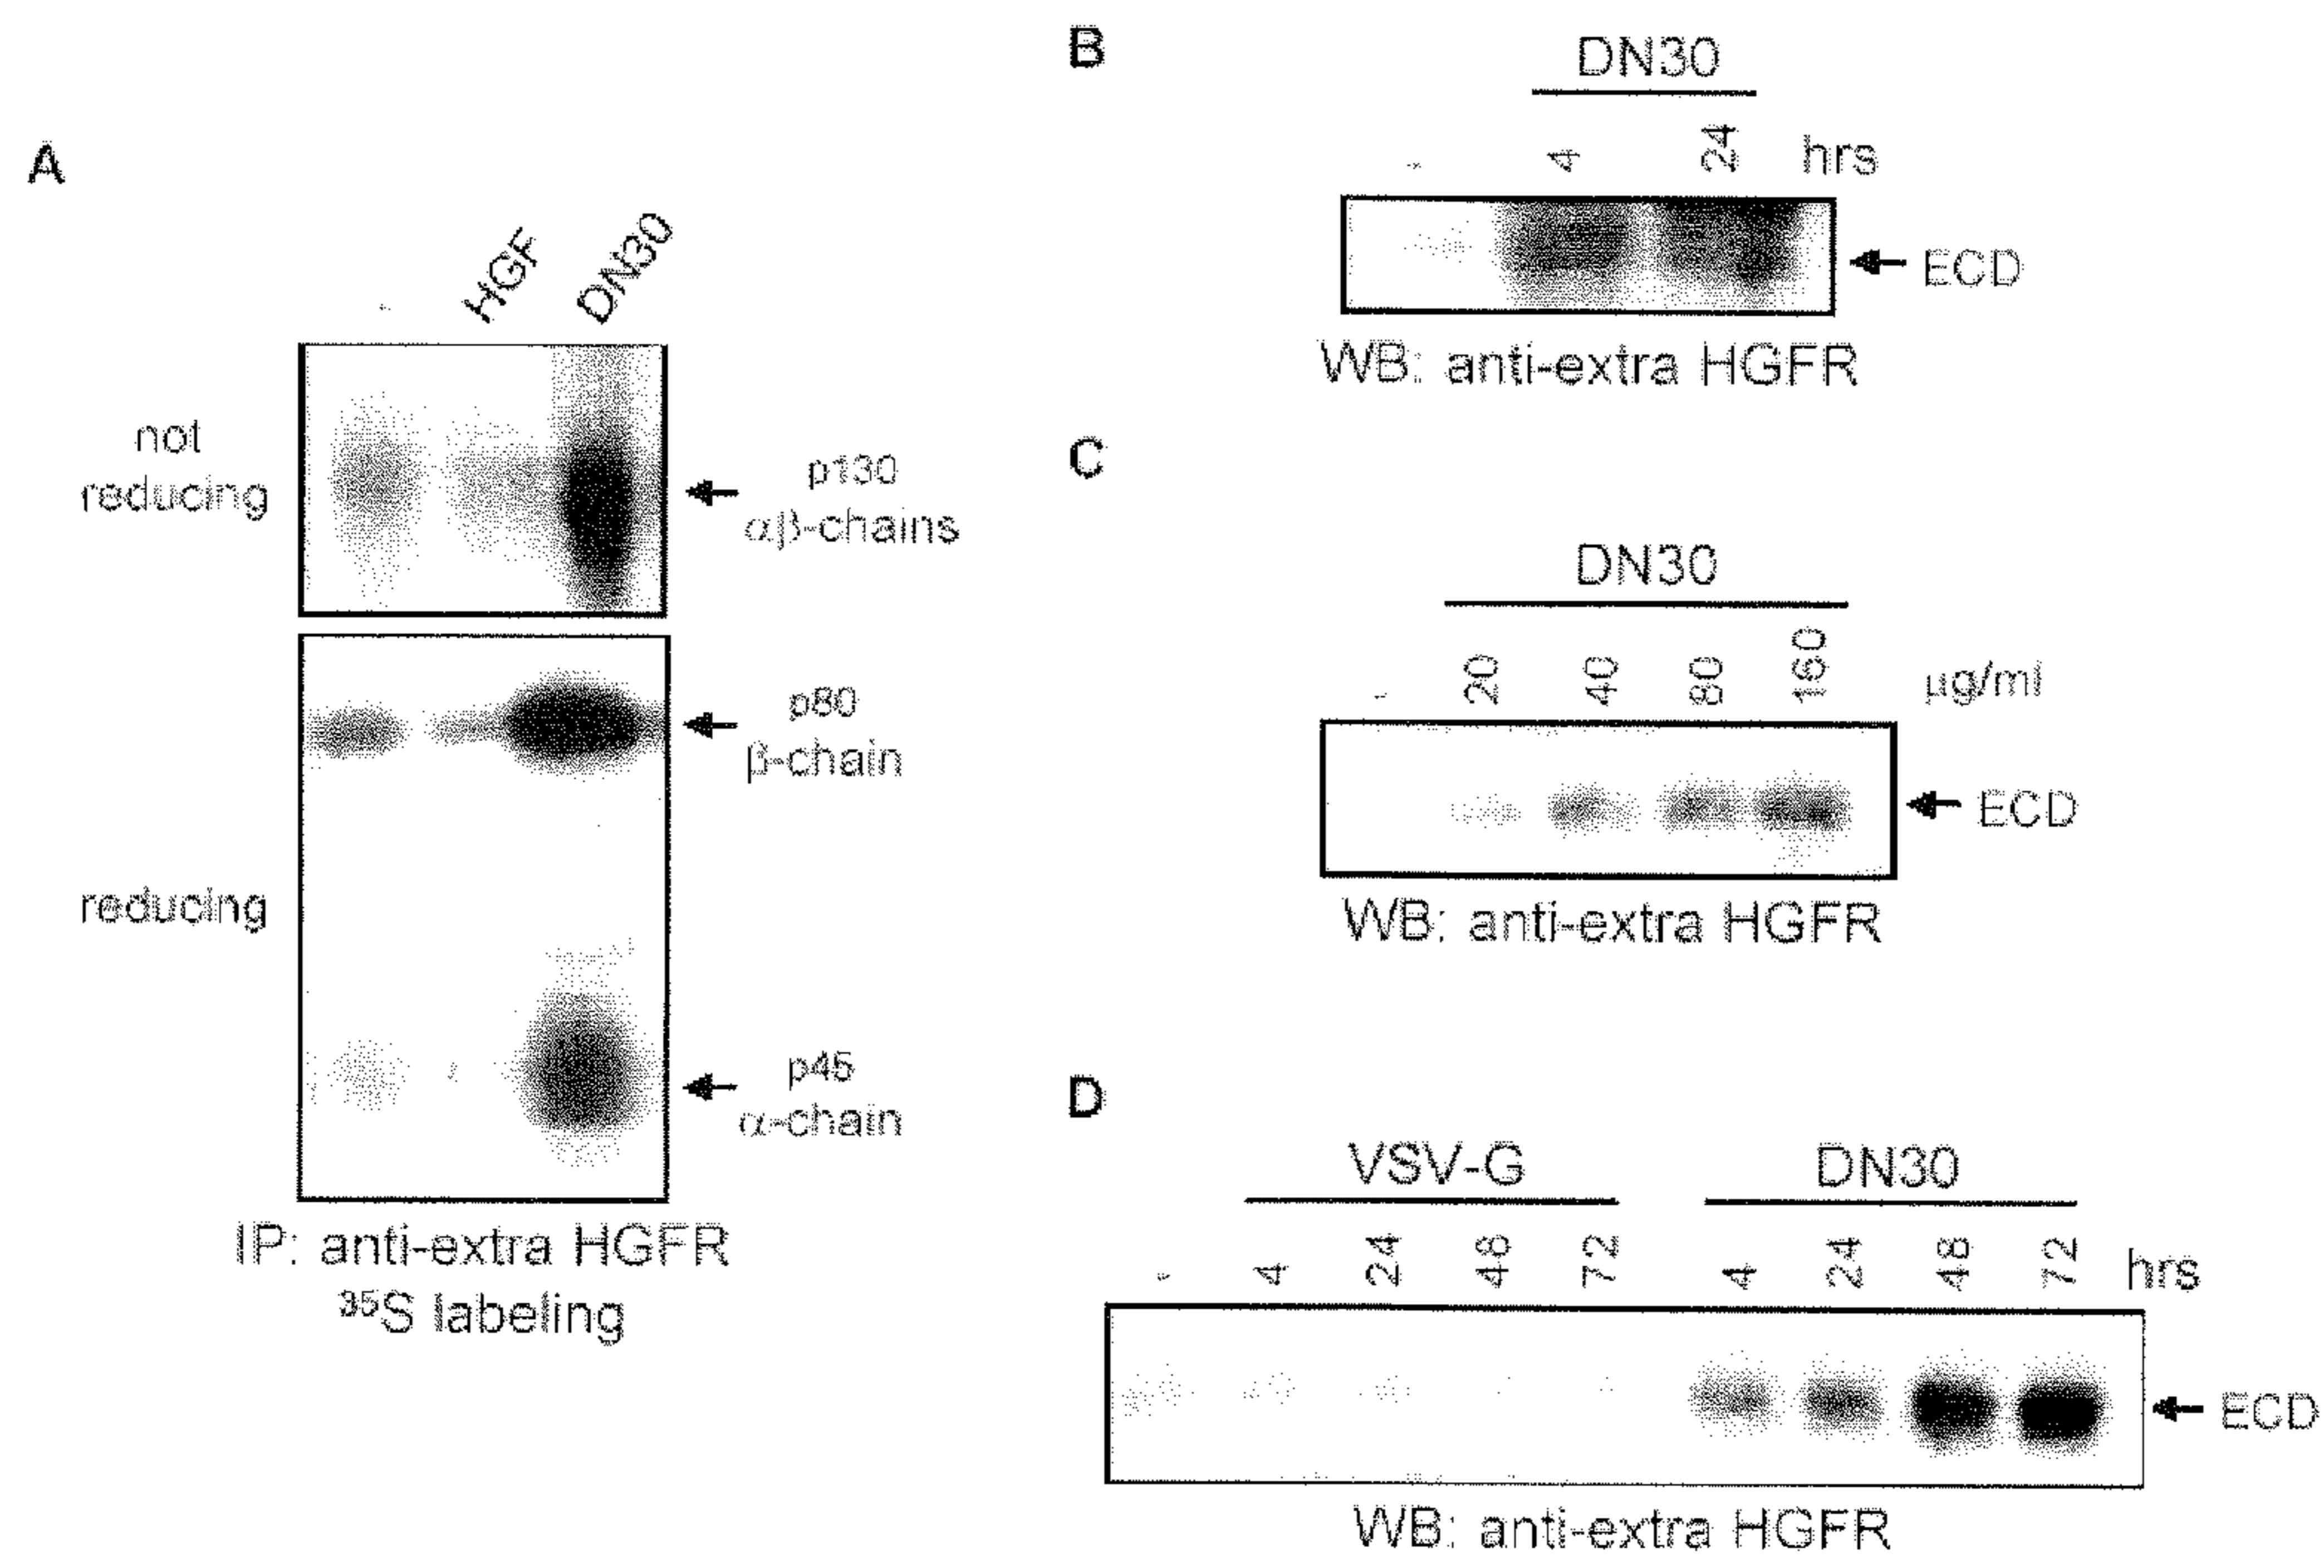 A
HGF DN30
not
reducing
p130
αβ-chains
p80
β-chain
reducing
p45
α-chain
IP: anti-extra HGFR
³⁵S labeling
B
DN30
- 4 24 hrs
ECD
WB: anti-extra HGFR
C
DN30
- 20 40 80 160 µg/ml
ECD
WB: anti-extra HGFR
D
VSV-G DN30
- 4 24 48 72 4 24 48 72 hrs
ECD
WB: anti-extra HGFR